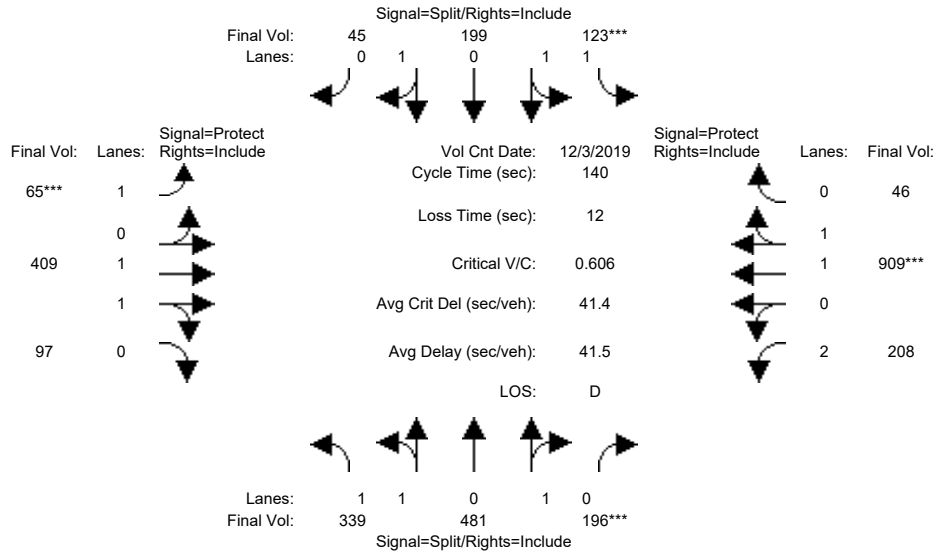 Signal=Split/Rights=Include
Final Vol: 45 199 123***
Lanes: 0 1 0 1 1
Signal=Protect
Final Vol: Lanes: Rights=Include
Vol Cnt Date: 12/3/2019
Signal=Protect
Rights=Include Lanes: Final Vol:
Cycle Time (sec): 140
65*** 1
0 46
Loss Time (sec): 12
0
1
409 1
Critical V/C: 0.606
1 909***
1
Avg Crit Del (sec/veh): 41.4
0
97 0
Avg Delay (sec/veh): 41.5
2 208
LOS: D
Lanes: 1 1 0 1 0
Final Vol: 339 481 196***
Signal=Split/Rights=Include